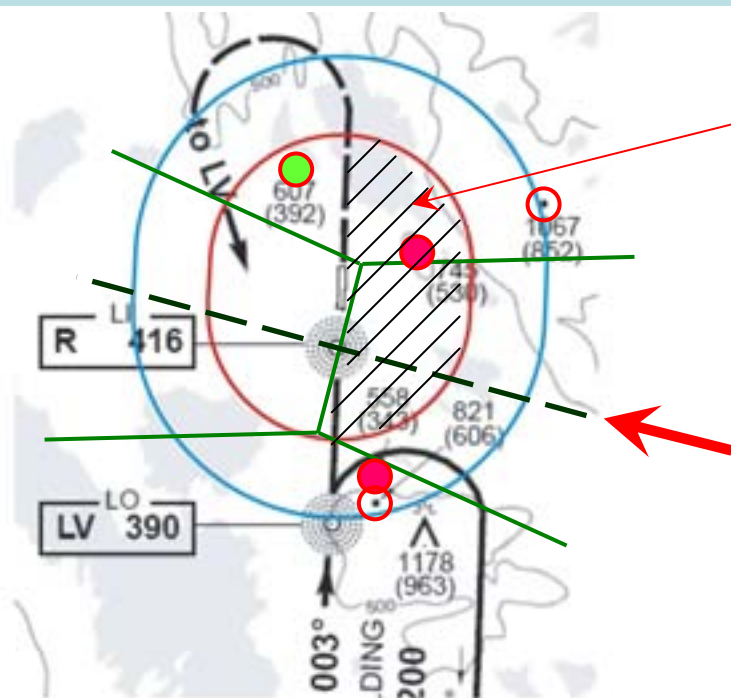 500
to LV
607
(392)
1067
(852)
745
(530)
LI
R 416
558
(343)
821
(606)
LO
LV 390
1178
(963)
500
003°
LDING
200